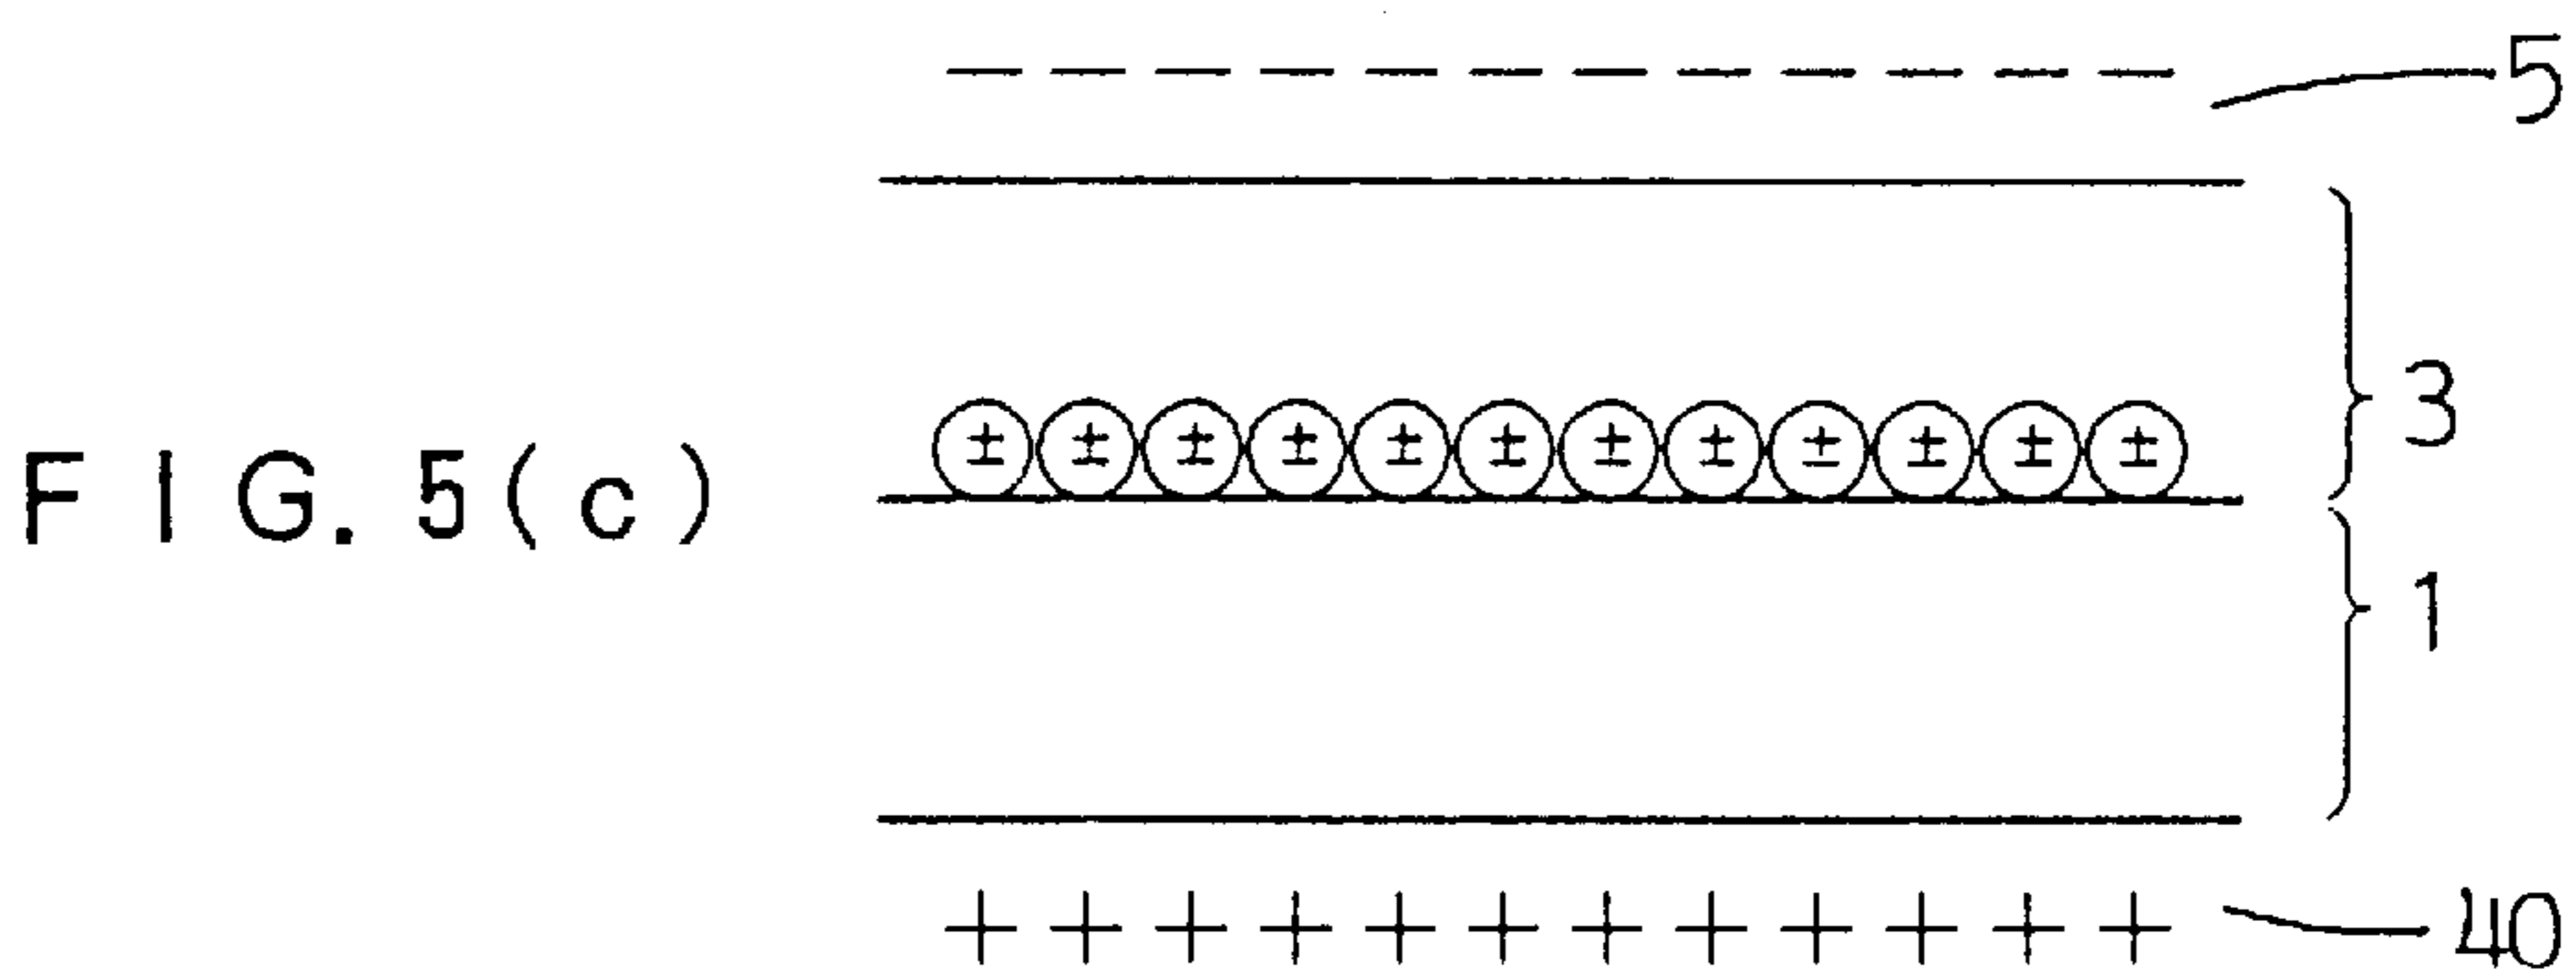 — — — — — — — — — — — — 5
3
± ± ± ± ± ± ± ± ± ± ± ±
FIG. 5(c)
1
+ + + + + + + + + + + + 40